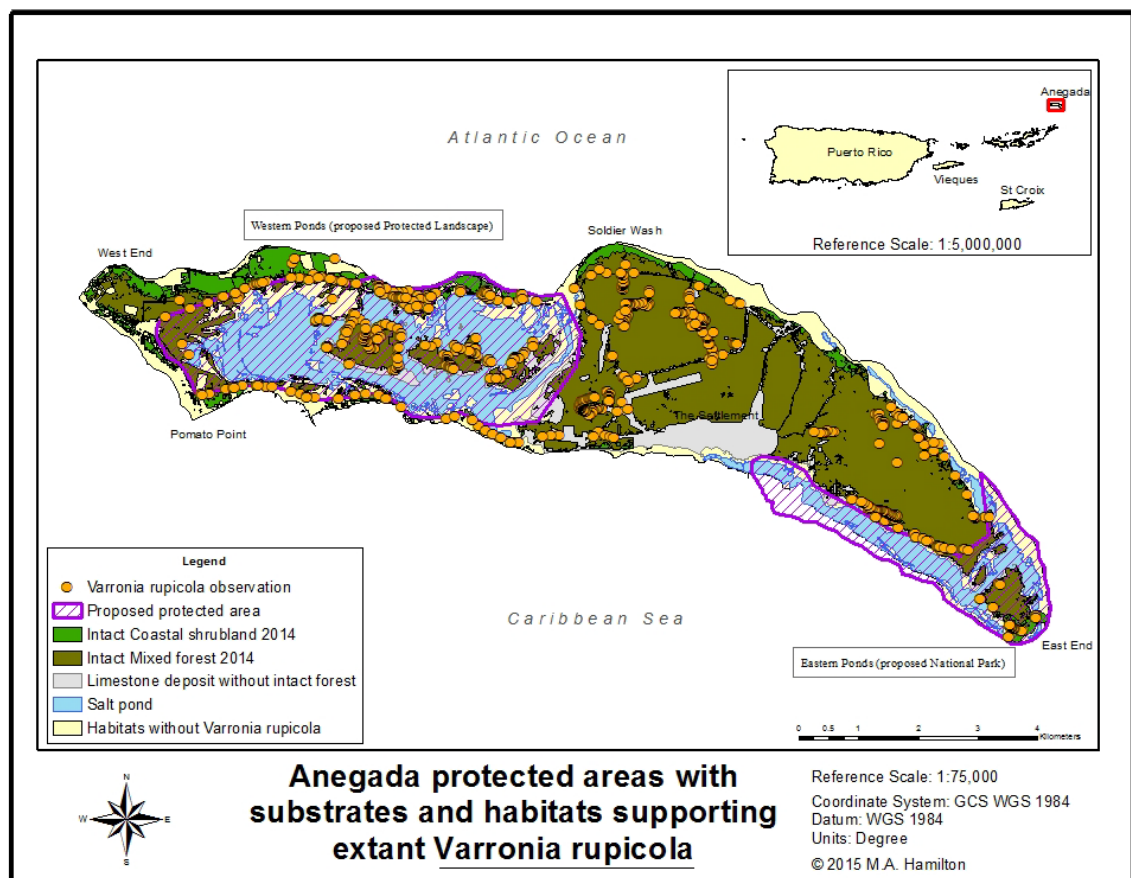 Atlantic Ocean
Anegada
Puerto Rico
Vieques
St Croix
Reference Scale: 1:5,000,000
Western Ponds (proposed Protected Landscape)
Soldier Wash
West End
The Settlement
Pomato Point
Caribbean Sea
East End
Eastern Ponds (proposed National Park)
Legend
Varronia rupicola observation
Proposed protected area
Intact Coastal shrubland 2014
Intact Mixed forest 2014
Limestone deposit without intact forest
Salt pond
Habitats without Varronia rupicola
0 0.5 1 2 3 4
Kilometers
N
W E
S
Anegada protected areas with
substrates and habitats supporting
extant Varronia rupicola
Reference Scale: 1:75,000
Coordinate System: GCS WGS 1984
Datum: WGS 1984
Units: Degree
© 2015 M.A. Hamilton